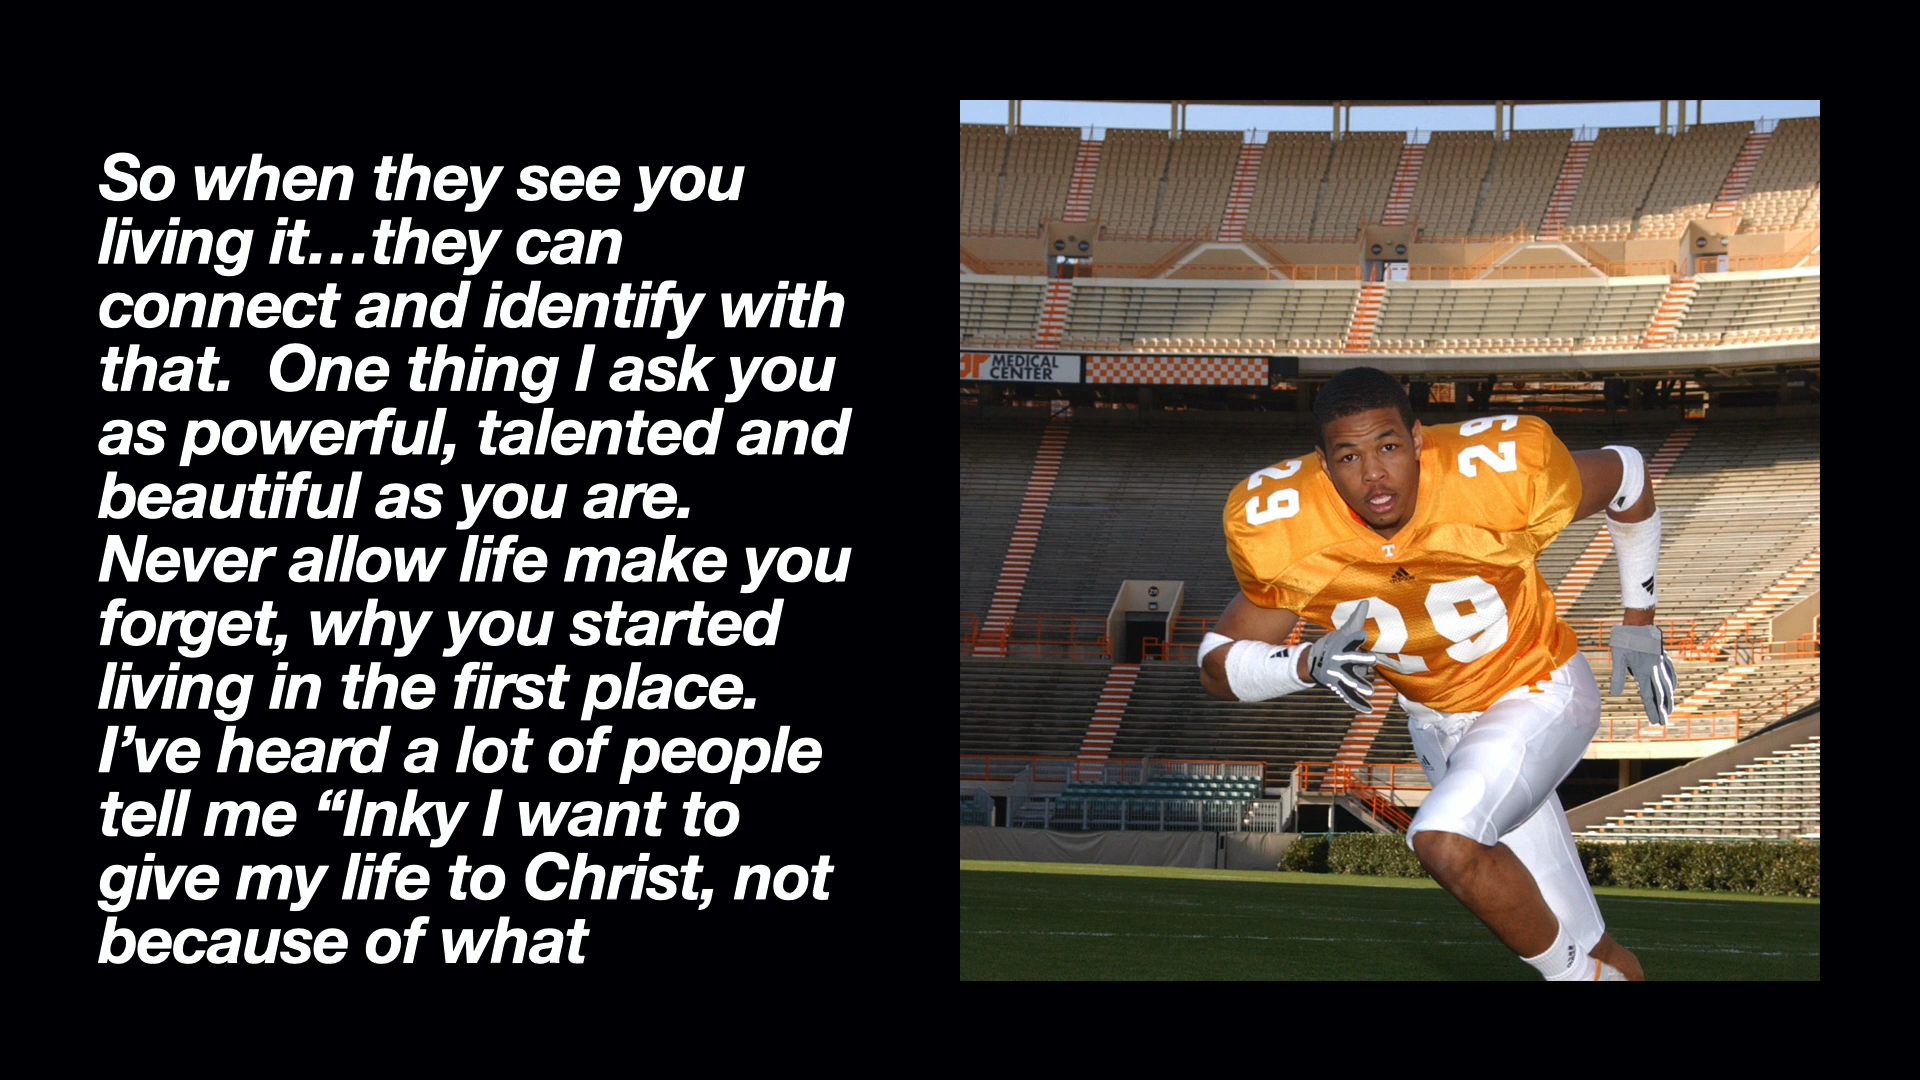 So when they see you
living it…they can
connect and identify with
that.  One thing I ask you
as powerful, talented and
beautiful as you are.
Never allow life make you
forget, why you started
living in the first place.
I’ve heard a lot of people
tell me “Inky I want to
give my life to Christ, not
because of what
MEDICAL
CENTER
29
29
T
29